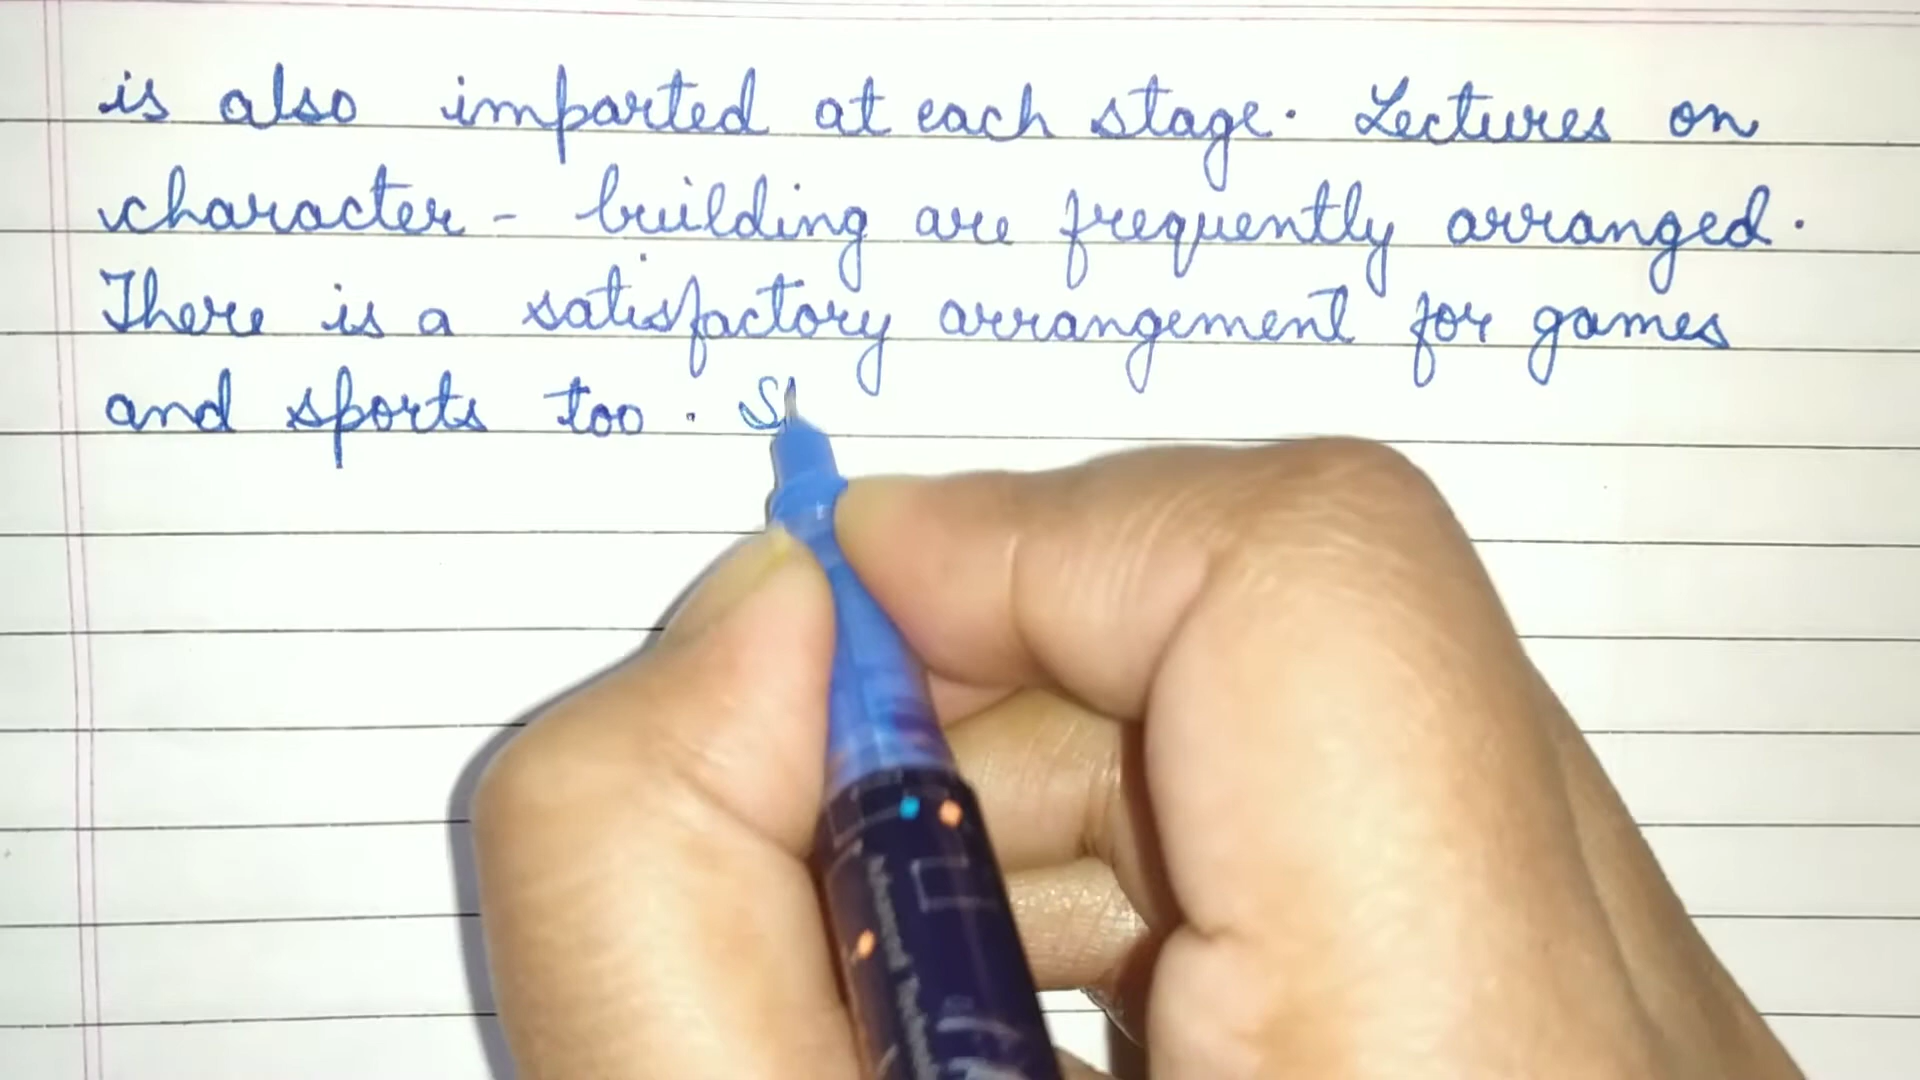 is also imparted at each stage. Lectures on
character - building are frequently arranged.
There is a satisfactory arrangement for games
and sports too. S